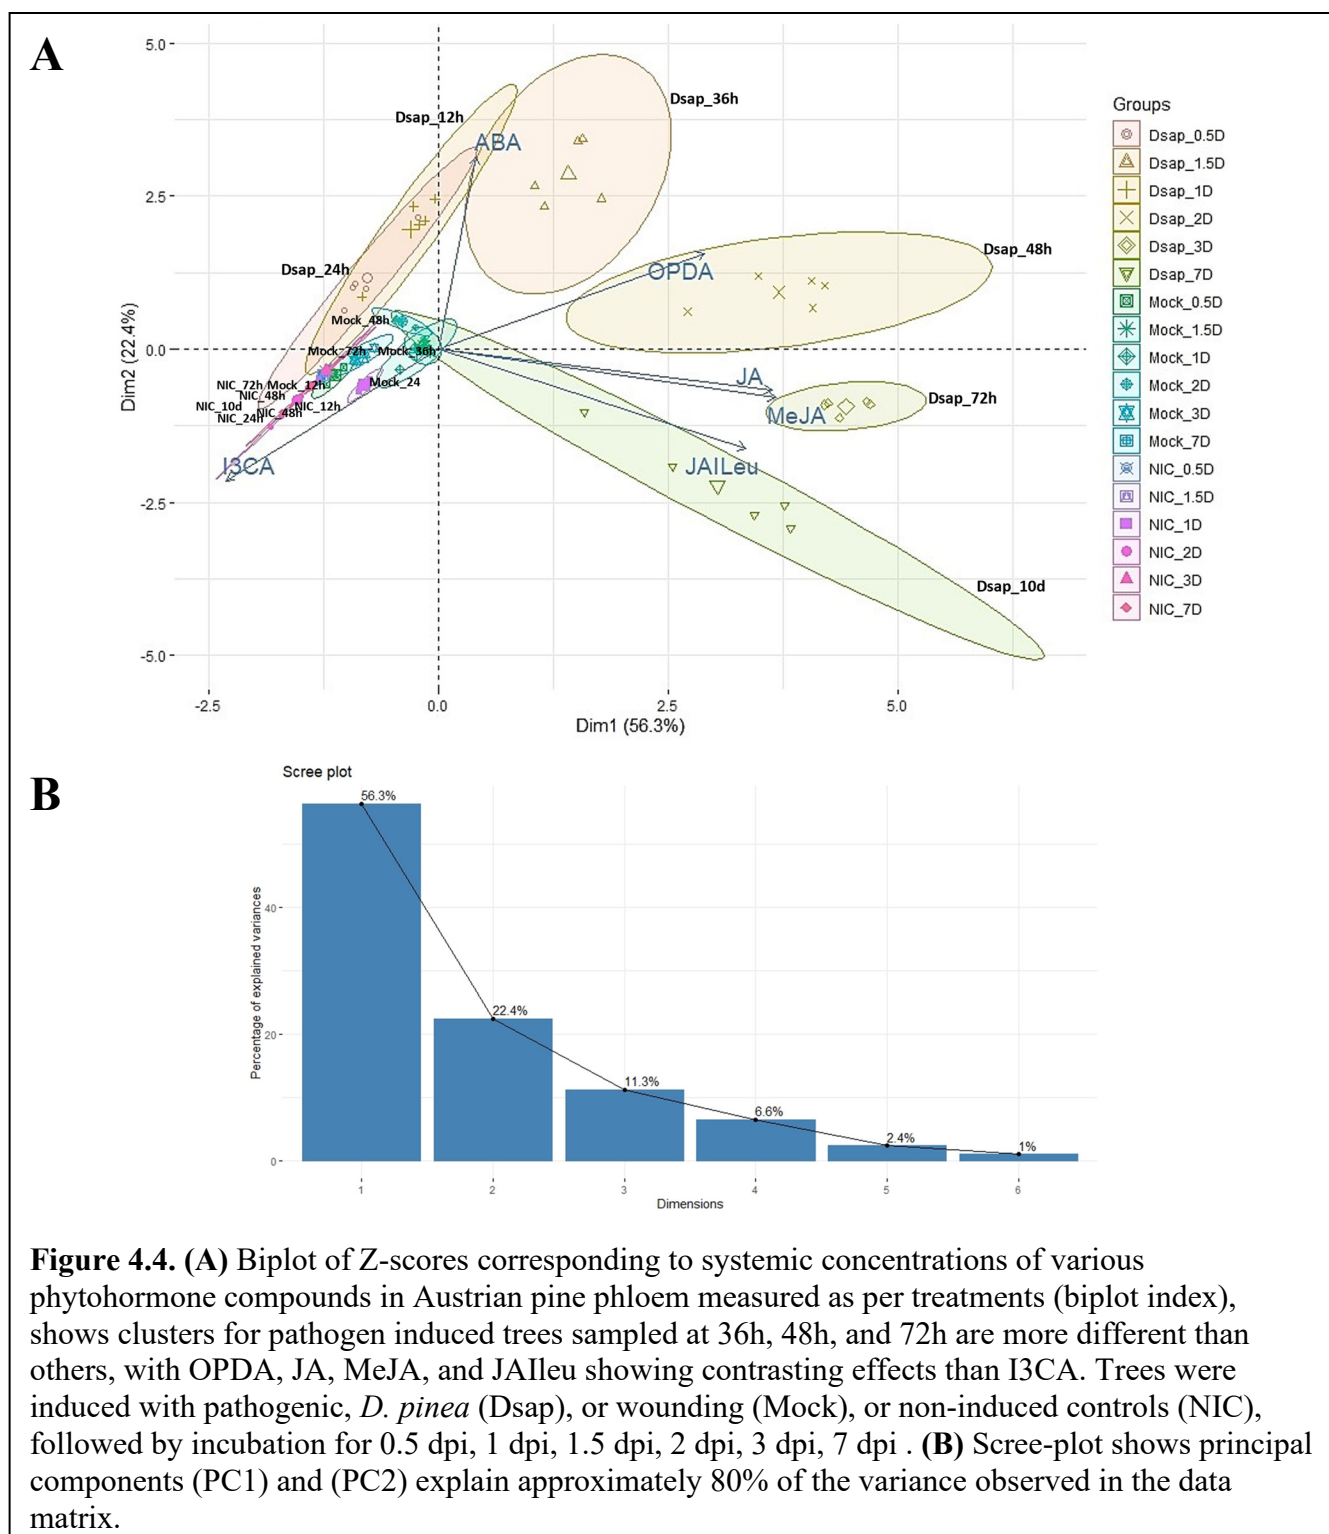 A
5.0
2.5
0.0
-2.5
-5.0
Dim2 (22.4%)
-2.5
0.0
2.5
5.0
Dim1 (56.3%)
Dsap_12h
Dsap_36h
ABA
Dsap_24h
OPDA
Dsap_48h
Mock_48h
Mock_72h
Mock_36h
Mock_24
NIC_72h
Mock_12h
NIC_48h
NIC_10d
NIC_48h
NIC_12h
NIC_24h
I3CA
JA
MeJA
Dsap_72h
JAILeu
Dsap_10d
Groups
Dsap_0.5D
Dsap_1.5D
Dsap_1D
Dsap_2D
Dsap_3D
Dsap_7D
Mock_0.5D
Mock_1.5D
Mock_1D
Mock_2D
Mock_3D
Mock_7D
NIC_0.5D
NIC_1.5D
NIC_1D
NIC_2D
NIC_3D
NIC_7D
B
Scree plot
56.3%
22.4%
11.3%
6.6%
2.4%
1%
Percentage of explained variances
40
20
0
1
2
3
4
5
6
Dimensions
Figure 4.4. (A) Biplot of Z-scores corresponding to systemic concentrations of various
phytohormone compounds in Austrian pine phloem measured as per treatments (biplot index),
shows clusters for pathogen induced trees sampled at 36h, 48h, and 72h are more different than
others, with OPDA, JA, MeJA, and JAIleu showing contrasting effects than I3CA. Trees were
induced with pathogenic, D. pinea (Dsap), or wounding (Mock), or non-induced controls (NIC),
followed by incubation for 0.5 dpi, 1 dpi, 1.5 dpi, 2 dpi, 3 dpi, 7 dpi . (B) Scree-plot shows principal
components (PC1) and (PC2) explain approximately 80% of the variance observed in the data
matrix.